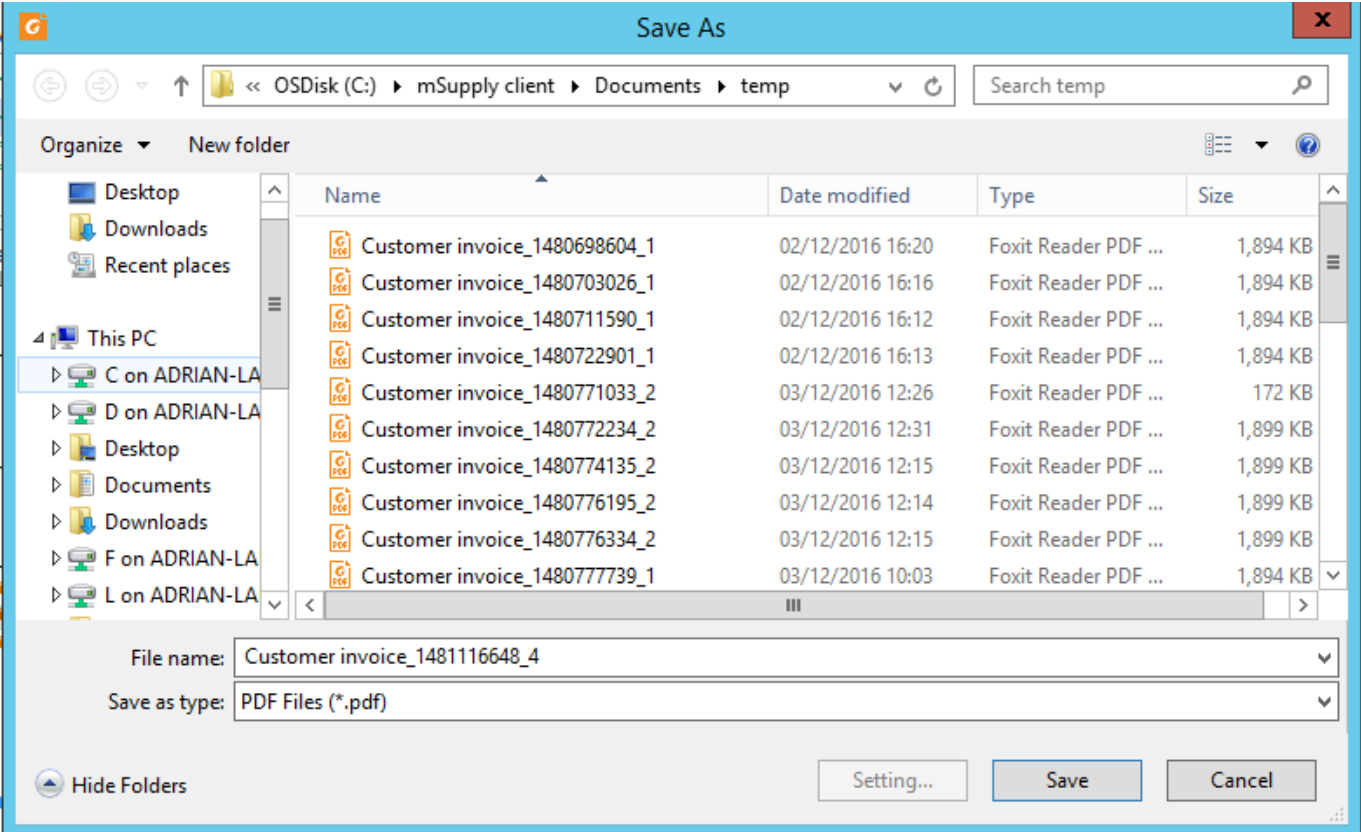 Save As
x
« OSDisk (C:) mSupply client Documents temp
Search temp
Organize New folder
Name Date modified Type Size
Desktop
Downloads
Recent places
This PC
C on ADRIAN-LA
D on ADRIAN-LA
Desktop
Documents
Downloads
F on ADRIAN-LA
L on ADRIAN-LA
Customer invoice_1480698604_1 02/12/2016 16:20 Foxit Reader PDF ... 1,894 KB
Customer invoice_1480703026_1 02/12/2016 16:16 Foxit Reader PDF ... 1,894 KB
Customer invoice_1480711590_1 02/12/2016 16:12 Foxit Reader PDF ... 1,894 KB
Customer invoice_1480722901_1 02/12/2016 16:13 Foxit Reader PDF ... 1,894 KB
Customer invoice_1480771033_2 03/12/2016 12:26 Foxit Reader PDF ... 172 KB
Customer invoice_1480772234_2 03/12/2016 12:31 Foxit Reader PDF ... 1,899 KB
Customer invoice_1480774135_2 03/12/2016 12:15 Foxit Reader PDF ... 1,899 KB
Customer invoice_1480776195_2 03/12/2016 12:14 Foxit Reader PDF ... 1,899 KB
Customer invoice_1480776334_2 03/12/2016 12:15 Foxit Reader PDF ... 1,899 KB
Customer invoice_1480777739_1 03/12/2016 10:03 Foxit Reader PDF ... 1,894 KB
File name: Customer invoice_1481116648_4
Save as type: PDF Files (*.pdf)
Hide Folders Setting... Save Cancel